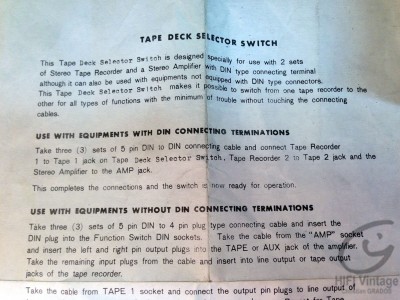 TAPE DECK SELECTOR SWITCH
This Tape Deck Selector Switch is designed specially for use with 2 sets
of Stereo Tape Recorder and a Stereo Amplifier with DIN type connecting terminal
although it can also be used with equipments not equipped with DIN type connectors.
This Tape Deck Selector Switch makes it possible to switch from one tape recorder to the
other for all types of functions with the minimum of trouble without touching the connecting
cables.
USE WITH EQUIPMENTS WITH DIN CONNECTING TERMINATIONS
Take three (3) sets of 5 pin DIN to DIN connecting cable and connect Tape Recorder
1 to Tape 1 jack on Tape Deck Selector Switch, Tape Recorder 2 to Tape 2 jack and the
Stereo Amplifier to the AMP jack.
This completes the connections and the switch is now ready for operation.
USE WITH EQUIPMENTS WITHOUT DIN CONNECTING TERMINATIONS
Take three (3) sets of 5 pin DIN to 4 pin plug type connecting cable and insert the
DIN plug into the Function Switch DIN sockets. Take the cable from the "AMP" socket
and insert the left and right pin output plugs into the TAPE or AUX jack of the amplifier.
Take the remaining input plugs from the cable and insert into line output or tape output
jacks of the tape recorder.
Take the cable from TAPE 1 socket and connect the output pin plugs to line output of
HIFI Vintage